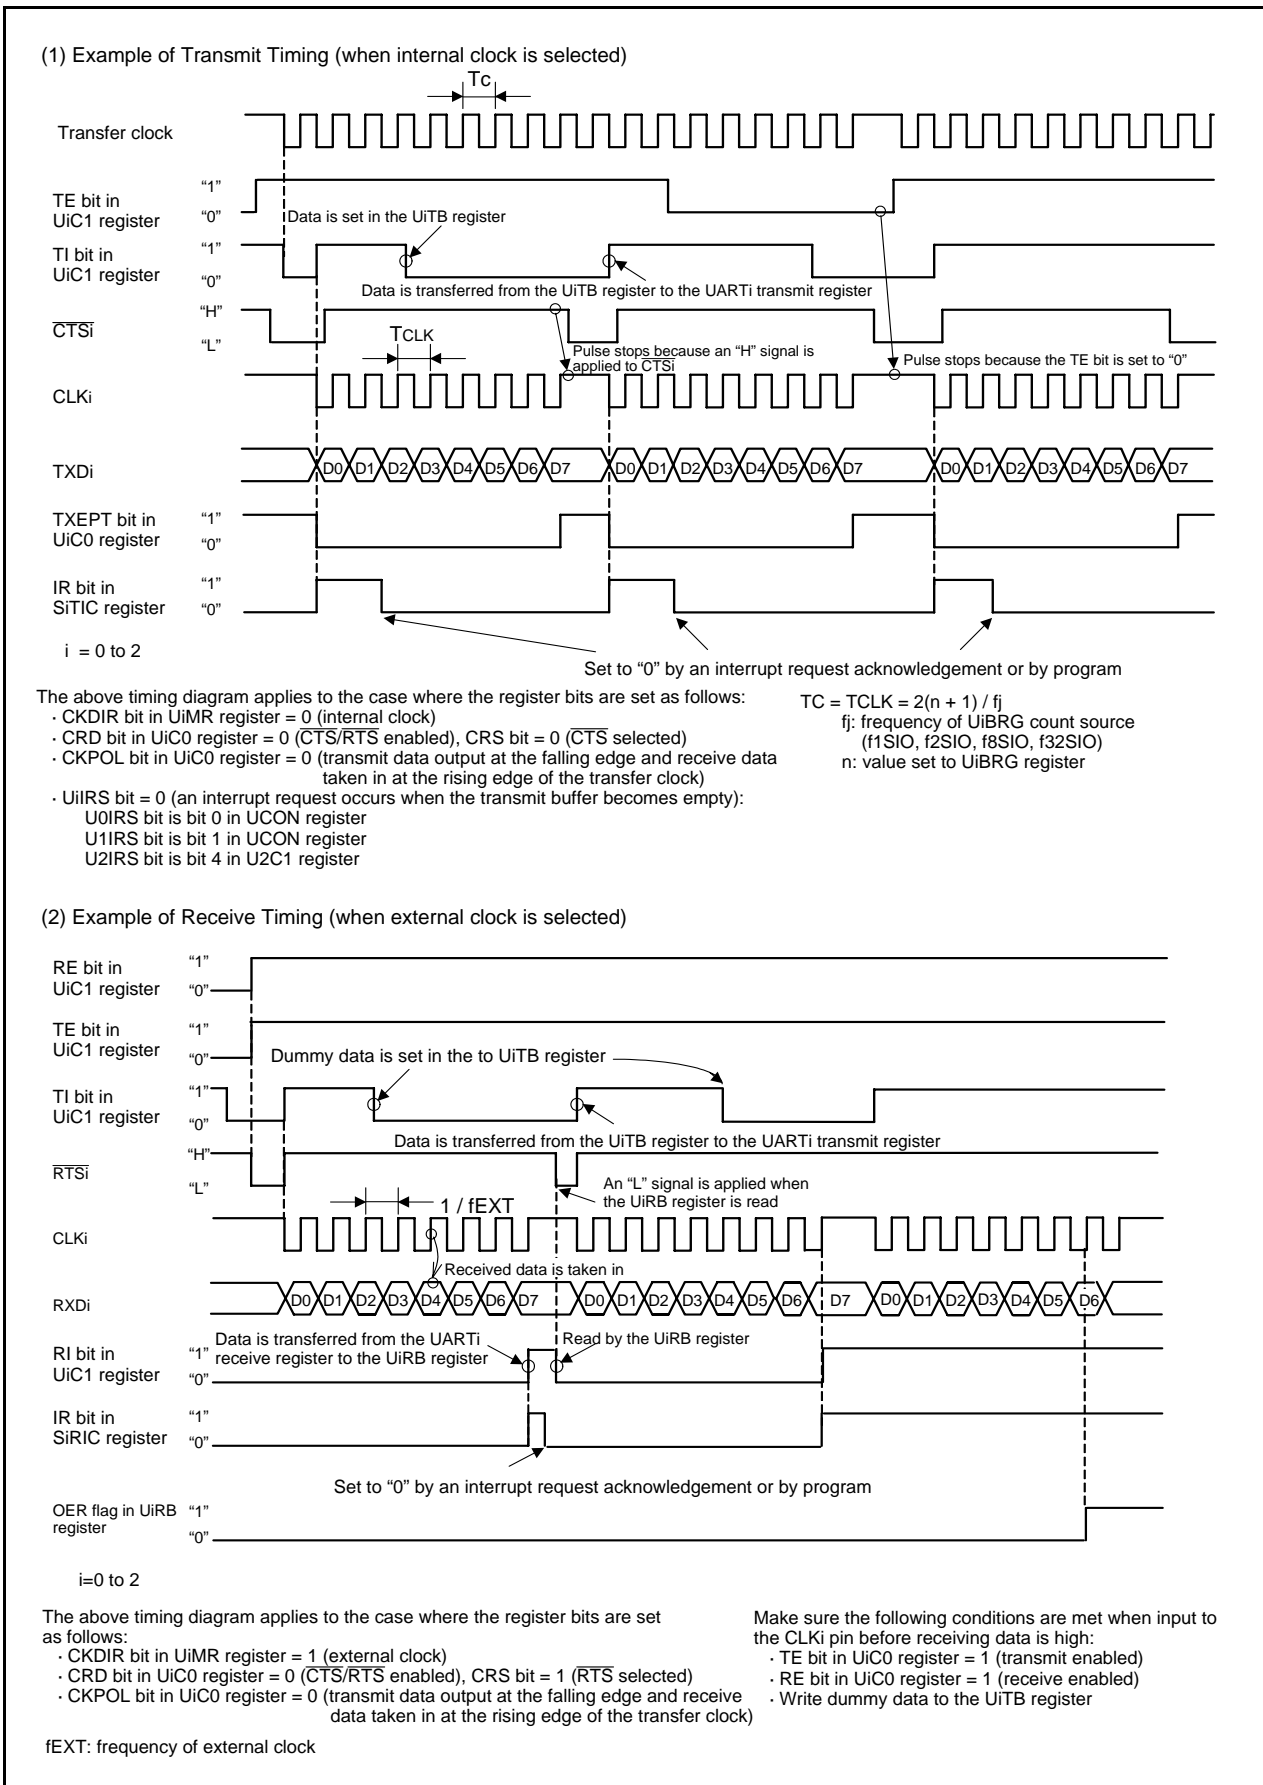 (1) Example of Transmit Timing (when internal clock is selected)
Tc
Transfer clock
TE bit in
UiC1 register
“1”
“0”
Data is set in the UiTB register
TI bit in
UiC1 register
“1”
“0”
Data is transferred from the UiTB register to the UARTi transmit register
CTSi
“H”
“L”
TCLK
Pulse stops because an “H” signal is
applied to CTSi
Pulse stops because the TE bit is set to “0”
CLKi
TXDi
D0 D1 D2 D3 D4 D5 D6 D7 D0 D1 D2 D3 D4 D5 D6 D7 D0 D1 D2 D3 D4 D5 D6 D7
TXEPT bit in
UiC0 register
“1”
“0”
IR bit in
SiTIC register
“1”
“0”
i = 0 to 2
Set to “0” by an interrupt request acknowledgement or by program
The above timing diagram applies to the case where the register bits are set as follows:
· CKDIR bit in UiMR register = 0 (internal clock)
· CRD bit in UiC0 register = 0 (CTS/RTS enabled), CRS bit = 0 (CTS selected)
· CKPOL bit in UiC0 register = 0 (transmit data output at the falling edge and receive data
taken in at the rising edge of the transfer clock)
· UiIRS bit = 0 (an interrupt request occurs when the transmit buffer becomes empty):
U0IRS bit is bit 0 in UCON register
U1IRS bit is bit 1 in UCON register
U2IRS bit is bit 4 in U2C1 register
TC = TCLK = 2(n + 1) / fj
fj: frequency of UiBRG count source
(f1SIO, f2SIO, f8SIO, f32SIO)
n: value set to UiBRG register
(2) Example of Receive Timing (when external clock is selected)
RE bit in
UiC1 register
“1”
“0”
TE bit in
UiC1 register
“1”
“0”
Dummy data is set in the to UiTB register
TI bit in
UiC1 register
“1”
“0”
Data is transferred from the UiTB register to the UARTi transmit register
RTSi
“H”
“L”
An “L” signal is applied when
the UiRB register is read
1 / fEXT
CLKi
Received data is taken in
RXDi
D0 D1 D2 D3 D4 D5 D6 D7 D0 D1 D2 D3 D4 D5 D6 D7 D0 D1 D2 D3 D4 D5 D6
Data is transferred from the UARTi
receive register to the UiRB register
Read by the UiRB register
RI bit in
UiC1 register
“1”
“0”
IR bit in
SiRIC register
“1”
“0”
Set to “0” by an interrupt request acknowledgement or by program
OER flag in UiRB
register
“1”
“0”
i=0 to 2
The above timing diagram applies to the case where the register bits are set
as follows:
· CKDIR bit in UiMR register = 1 (external clock)
· CRD bit in UiC0 register = 0 (CTS/RTS enabled), CRS bit = 1 (RTS selected)
· CKPOL bit in UiC0 register = 0 (transmit data output at the falling edge and receive
data taken in at the rising edge of the transfer clock)
fEXT: frequency of external clock
Make sure the following conditions are met when input to
the CLKi pin before receiving data is high:
· TE bit in UiC0 register = 1 (transmit enabled)
· RE bit in UiC0 register = 1 (receive enabled)
· Write dummy data to the UiTB register